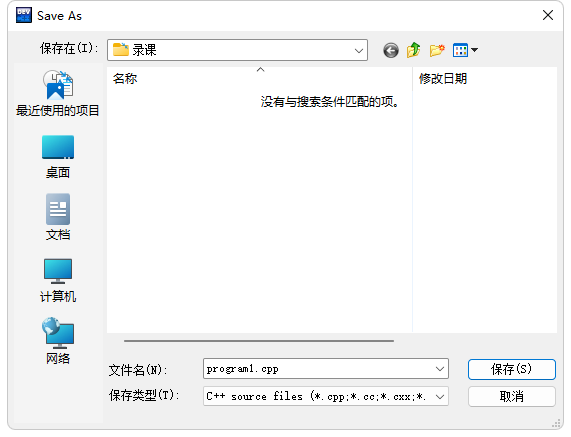 Save As
保存在(I):
录课
名称
修改日期
没有与搜索条件匹配的项。
最近使用的项目
桌面
文档
计算机
网络
文件名(N):
program1.cpp
保存(S)
保存类型(T):
C++ source files (*.cpp;*.cc;*.cxx;*.
取消